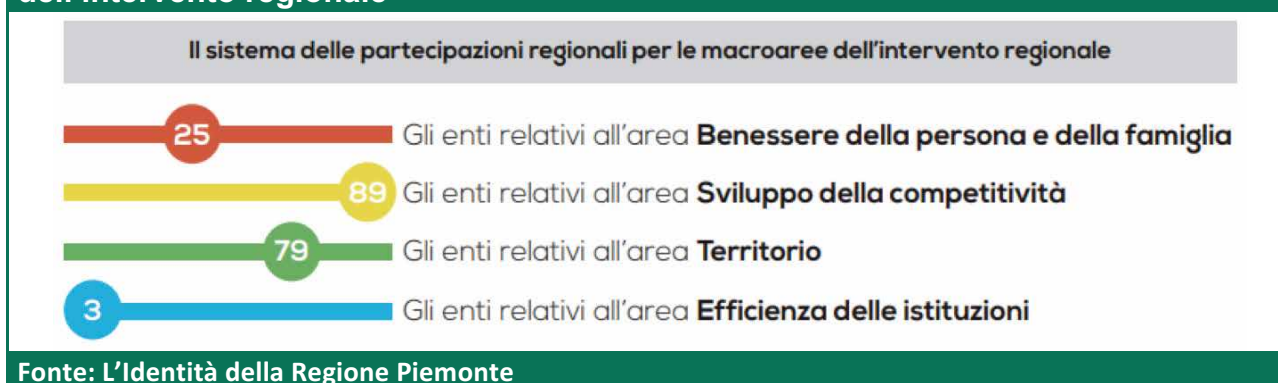 dell'intervento regionale
Il sistema delle partecipazioni regionali per le macroaree dell'intervento regionale
25 Gli enti relativi all'area Benessere della persona e della famiglia
89 Gli enti relativi all'area Sviluppo della competitività
79 Gli enti relativi all'area Territorio
3 Gli enti relativi all'area Efficienza delle istituzioni
Fonte: L'Identità della Regione Piemonte